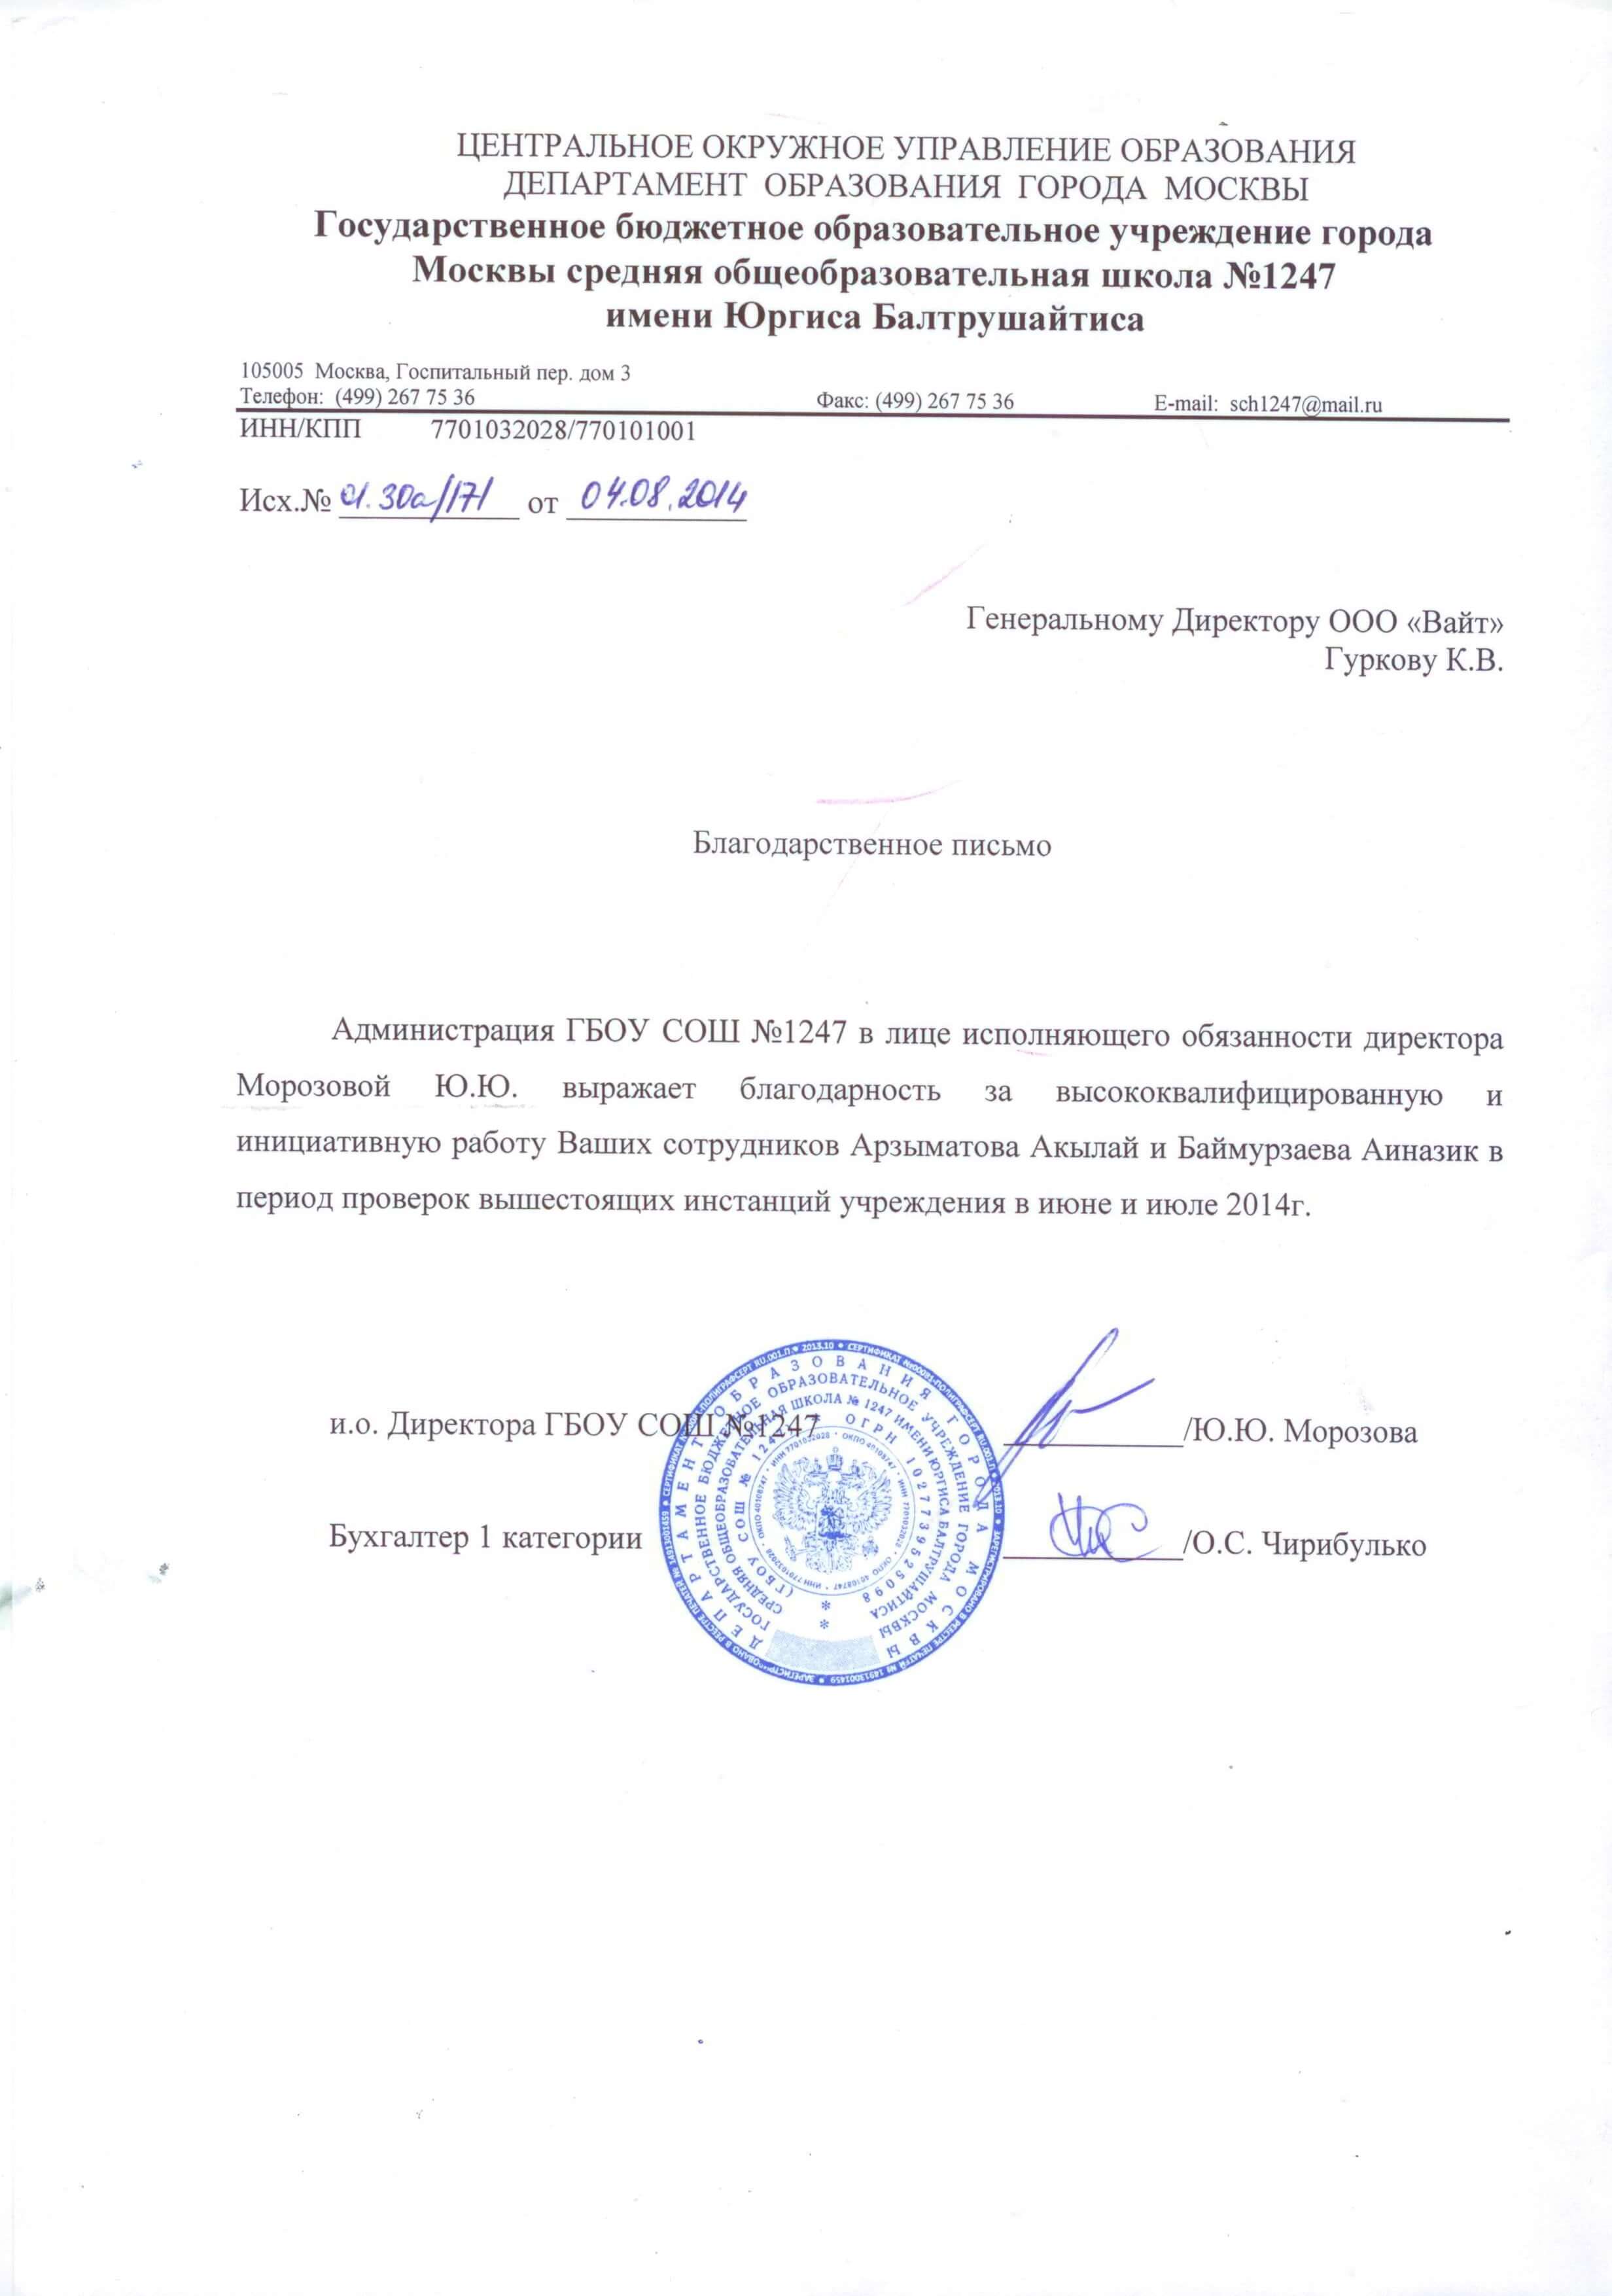 ЦЕНТРАЛЬНОЕ ОКРУЖНОЕ УПРАВЛЕНИЕ ОБРАЗОВАНИЯ
ДЕПАРТАМЕНТ ОБРАЗОВАНИЯ ГОРОДА МОСКВЫ
Государственное бюджетное образовательное учреждение города
Москвы средняя общеобразовательная школа №1247
имени Юргиса Балтрушайтиса
105005 Москва, Госпитальный пер. дом 3
Телефон: (499) 267 75 36 Факс: (499) 267 75 36 E-mail: sch1247@mail.ru
ИНН/КПП 7701032028/770101001
Исх.№ 01.30а/171 от 04.08.2014
Генеральному Директору ООО «Вайт»
Гуркову К.В.
Благодарственное письмо
Администрация ГБОУ СОШ №1247 в лице исполняющего обязанности директора
Морозовой Ю.Ю. выражает благодарность за высококвалифицированную и
инициативную работу Ваших сотрудников Арзыматова Акылай и Баймурзаева Аиназик в
период проверок вышестоящих инстанций учреждения в июне и июле 2014г.
и.о. Директора ГБОУ СОШ №1247 /Ю.Ю. Морозова
Бухгалтер 1 категории /О.С. Чирибулько
ДЕПАРТАМЕНТ ОБРАЗОВАНИЯ ГОРОДА МОСКВЫ
ГОСУДАРСТВЕННОЕ БЮДЖЕТНОЕ ОБРАЗОВАТЕЛЬНОЕ УЧРЕЖДЕНИЕ ГОРОДА МОСКВЫ
СРЕДНЯЯ ОБЩЕОБРАЗОВАТЕЛЬНАЯ ШКОЛА № 1247 ИМЕНИ ЮРГИСА БАЛТРУШАЙТИСА
(ГБОУ СОШ № 1247) * ОГРН 1027739525098 *